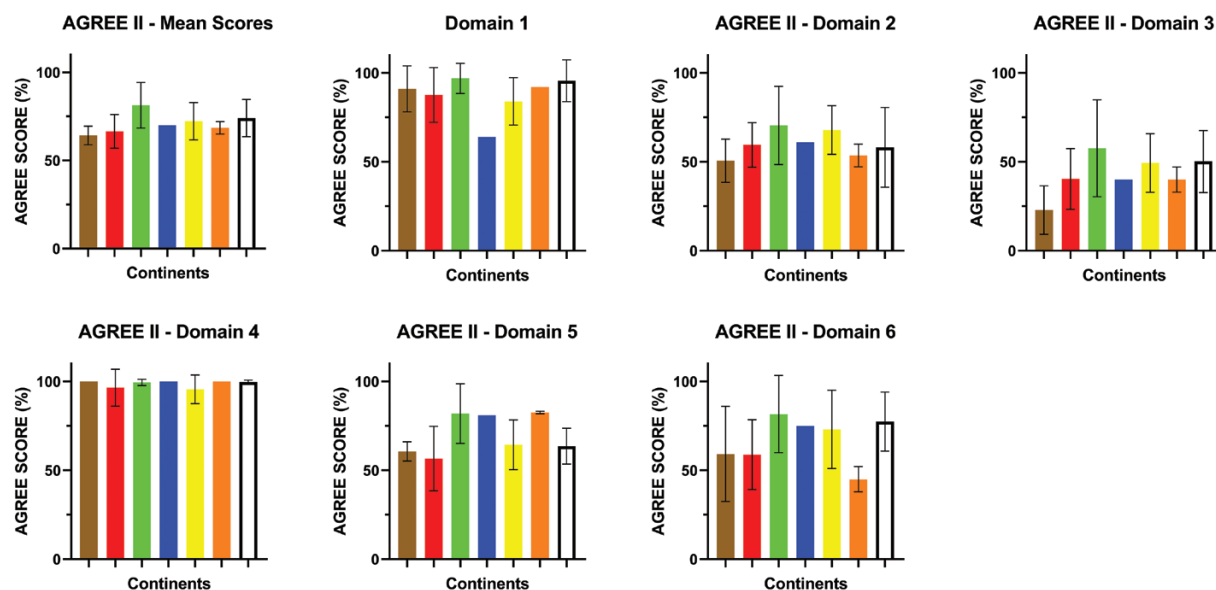 AGREE II - Mean Scores
AGREE SCORE (%)
100
50
0
Continents
Domain 1
AGREE SCORE (%)
100
50
0
Continents
AGREE II - Domain 2
AGREE SCORE (%)
100
50
0
Continents
AGREE II - Domain 3
AGREE SCORE (%)
100
50
0
Continents
AGREE II - Domain 4
AGREE SCORE (%)
100
50
0
Continents
AGREE II - Domain 5
AGREE SCORE (%)
100
50
0
Continents
AGREE II - Domain 6
AGREE SCORE (%)
100
50
0
Continents